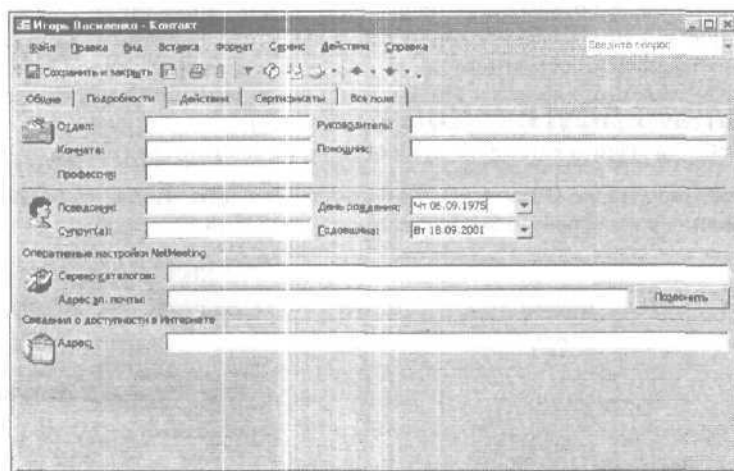 Игорь Василенко - Контакт
Файл Правка Вид Вставка Формат Сервис Действия Справка Введите вопрос
Сохранить и закрыть
Общие Подробности Действия Сертификаты Все поля
Отдел: Руководитель:
Комната: Помощник:
Профессия:
Псевдоним: День рождения: Чт 06.09.1975
Супруг(а): Годовщина: Вт 18.09.2001
Оперативные настройки NetMeeting
Сервер каталогов:
Адрес эл. почты: Позвонить
Сведения о доступности в Интернете
Адрес: